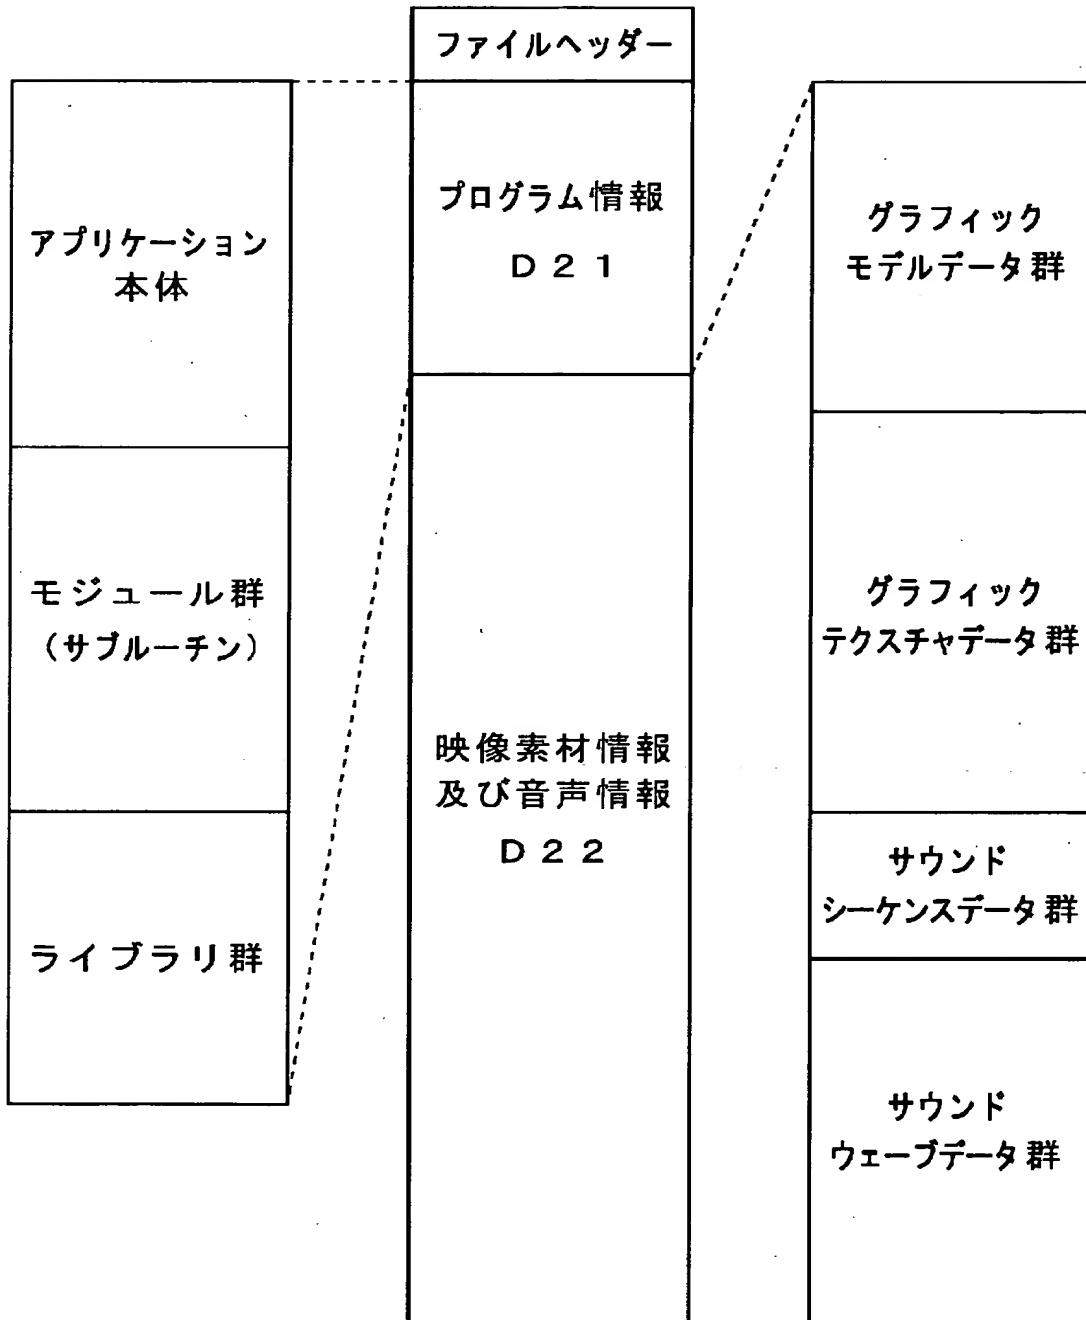 ファイルヘッダー
プログラム情報
D21
映像素材情報
及び音声情報
D22
アプリケーション
本体
モジュール群
(サブルーチン)
ライブラリ群
グラフィック
モデルデータ群
グラフィック
テクスチャデータ群
サウンド
シーケンスデータ群
サウンド
ウェーブデータ群